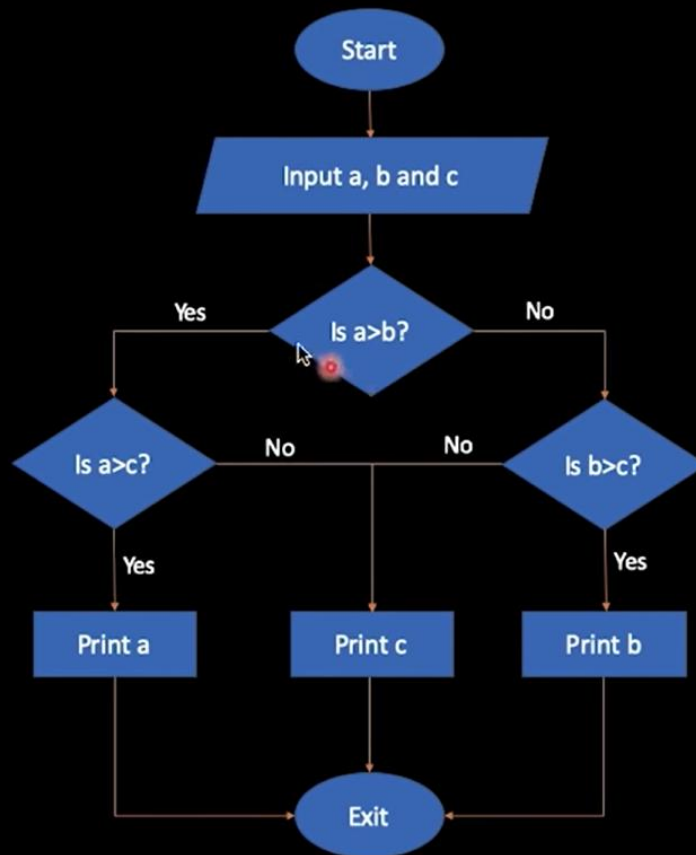 Start
Input a, b and c
Yes
Is a>b?
No
Is a>c?
No
No
Is b>c?
Yes
Yes
Print a
Print c
Print b
Exit